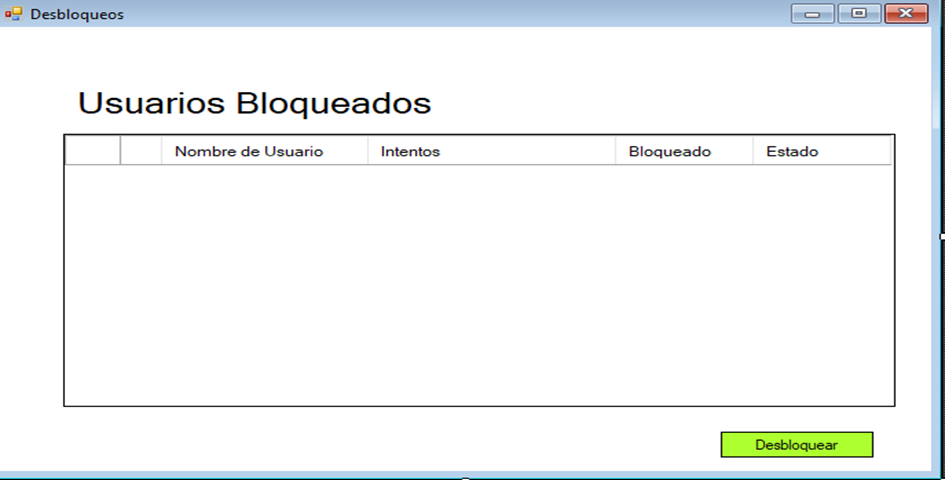 Desbloqueos
Usuarios Bloqueados
Nombre de Usuario Intentos Bloqueado Estado
Desbloquear